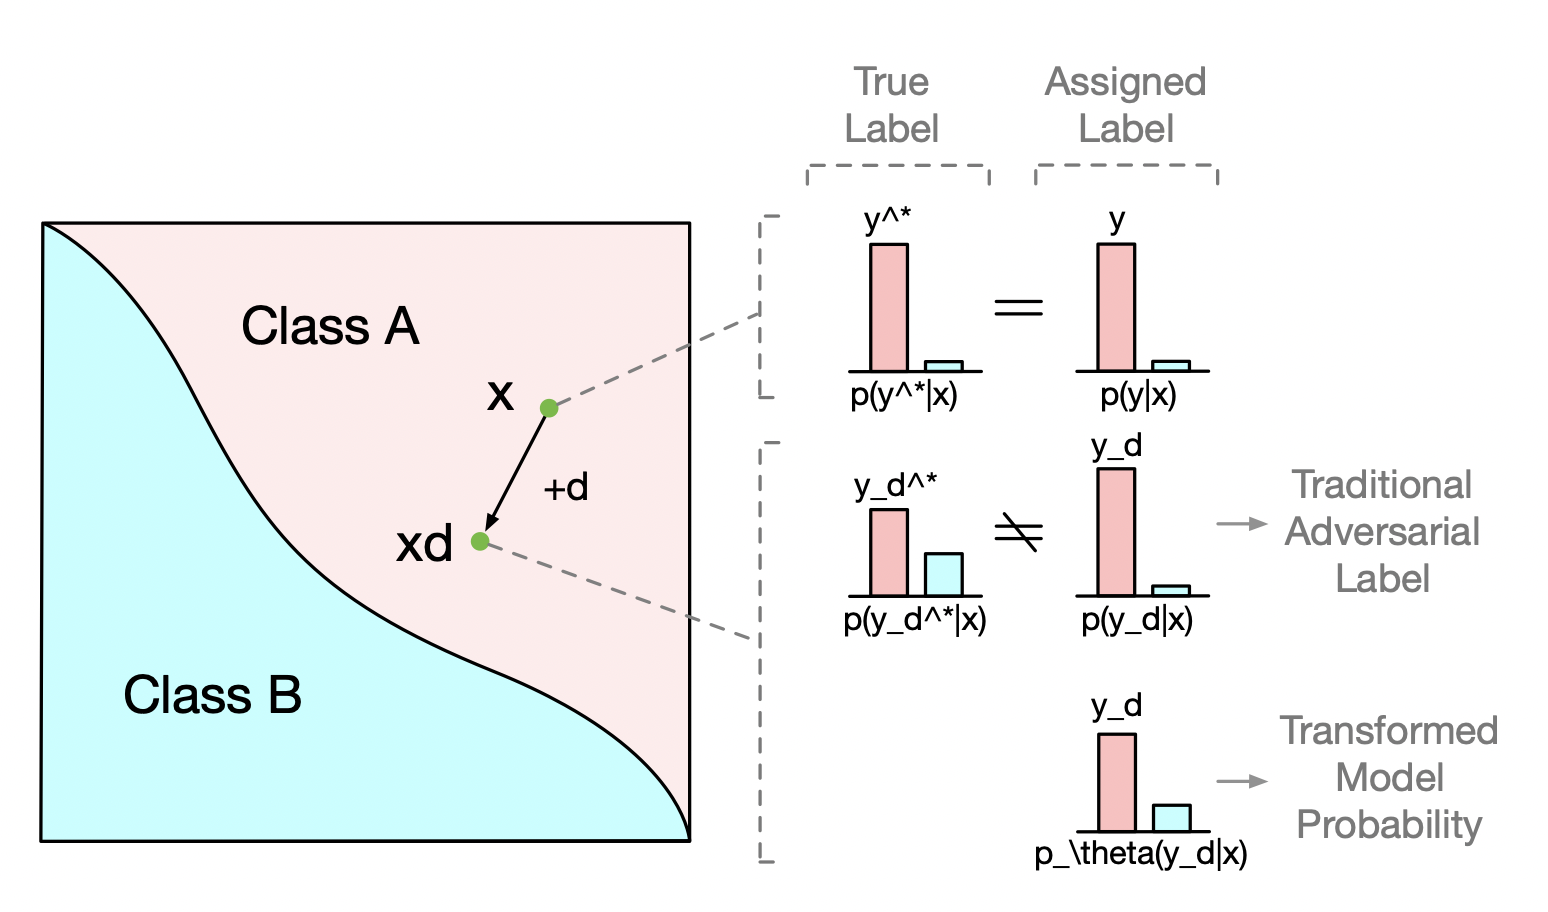 True
Label
Assigned
Label
y^*
y
Class A
x
p(y^*|x)
p(y|x)
+d
xd
y_d^*
y_d
p(y_d^*|x)
p(y_d|x)
Traditional
Adversarial
Label
Class B
y_d
p_\theta(y_d|x)
Transformed
Model
Probability